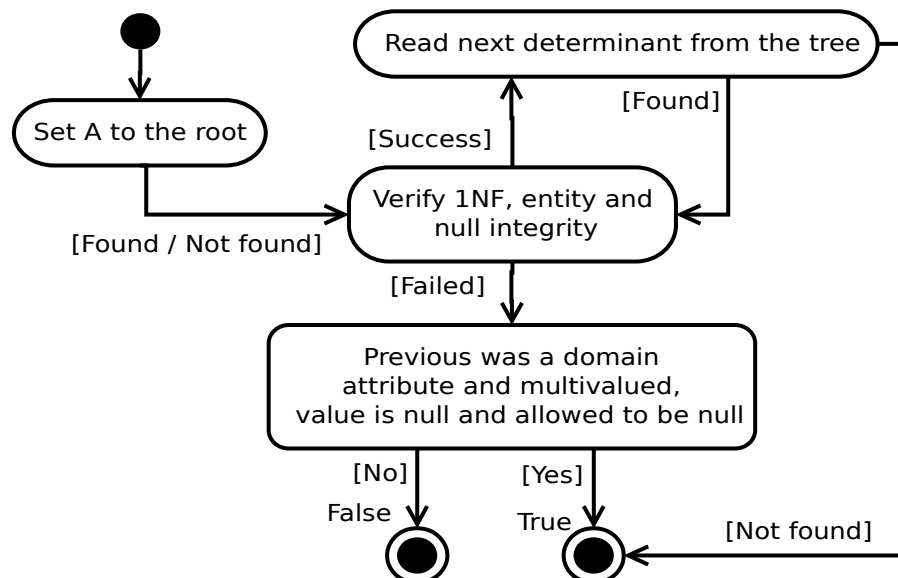 Read next determinant from the tree
[Found]
Set A to the root
[Success]
Verify 1NF, entity and
null integrity
[Found / Not found]
[Failed]
Previous was a domain
attribute and multivalued,
value is null and allowed to be null
[No]
[Yes]
False
True
[Not found]